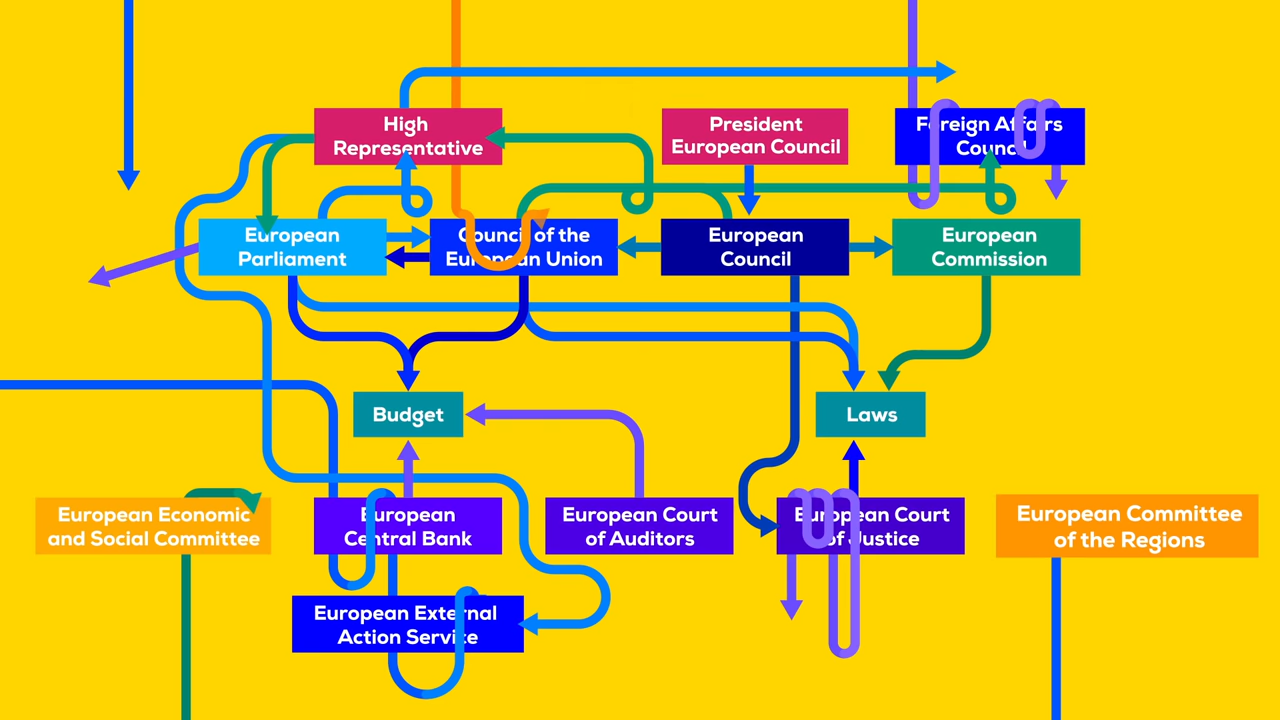 High
Representative
President
European Council
Foreign Affairs
Council
European
Parliament
Council of the
European Union
European
Council
European
Commission
Budget
Laws
European Economic
and Social Committee
European
Central Bank
European Court
of Auditors
European Court
of Justice
European Committee
of the Regions
European External
Action Service